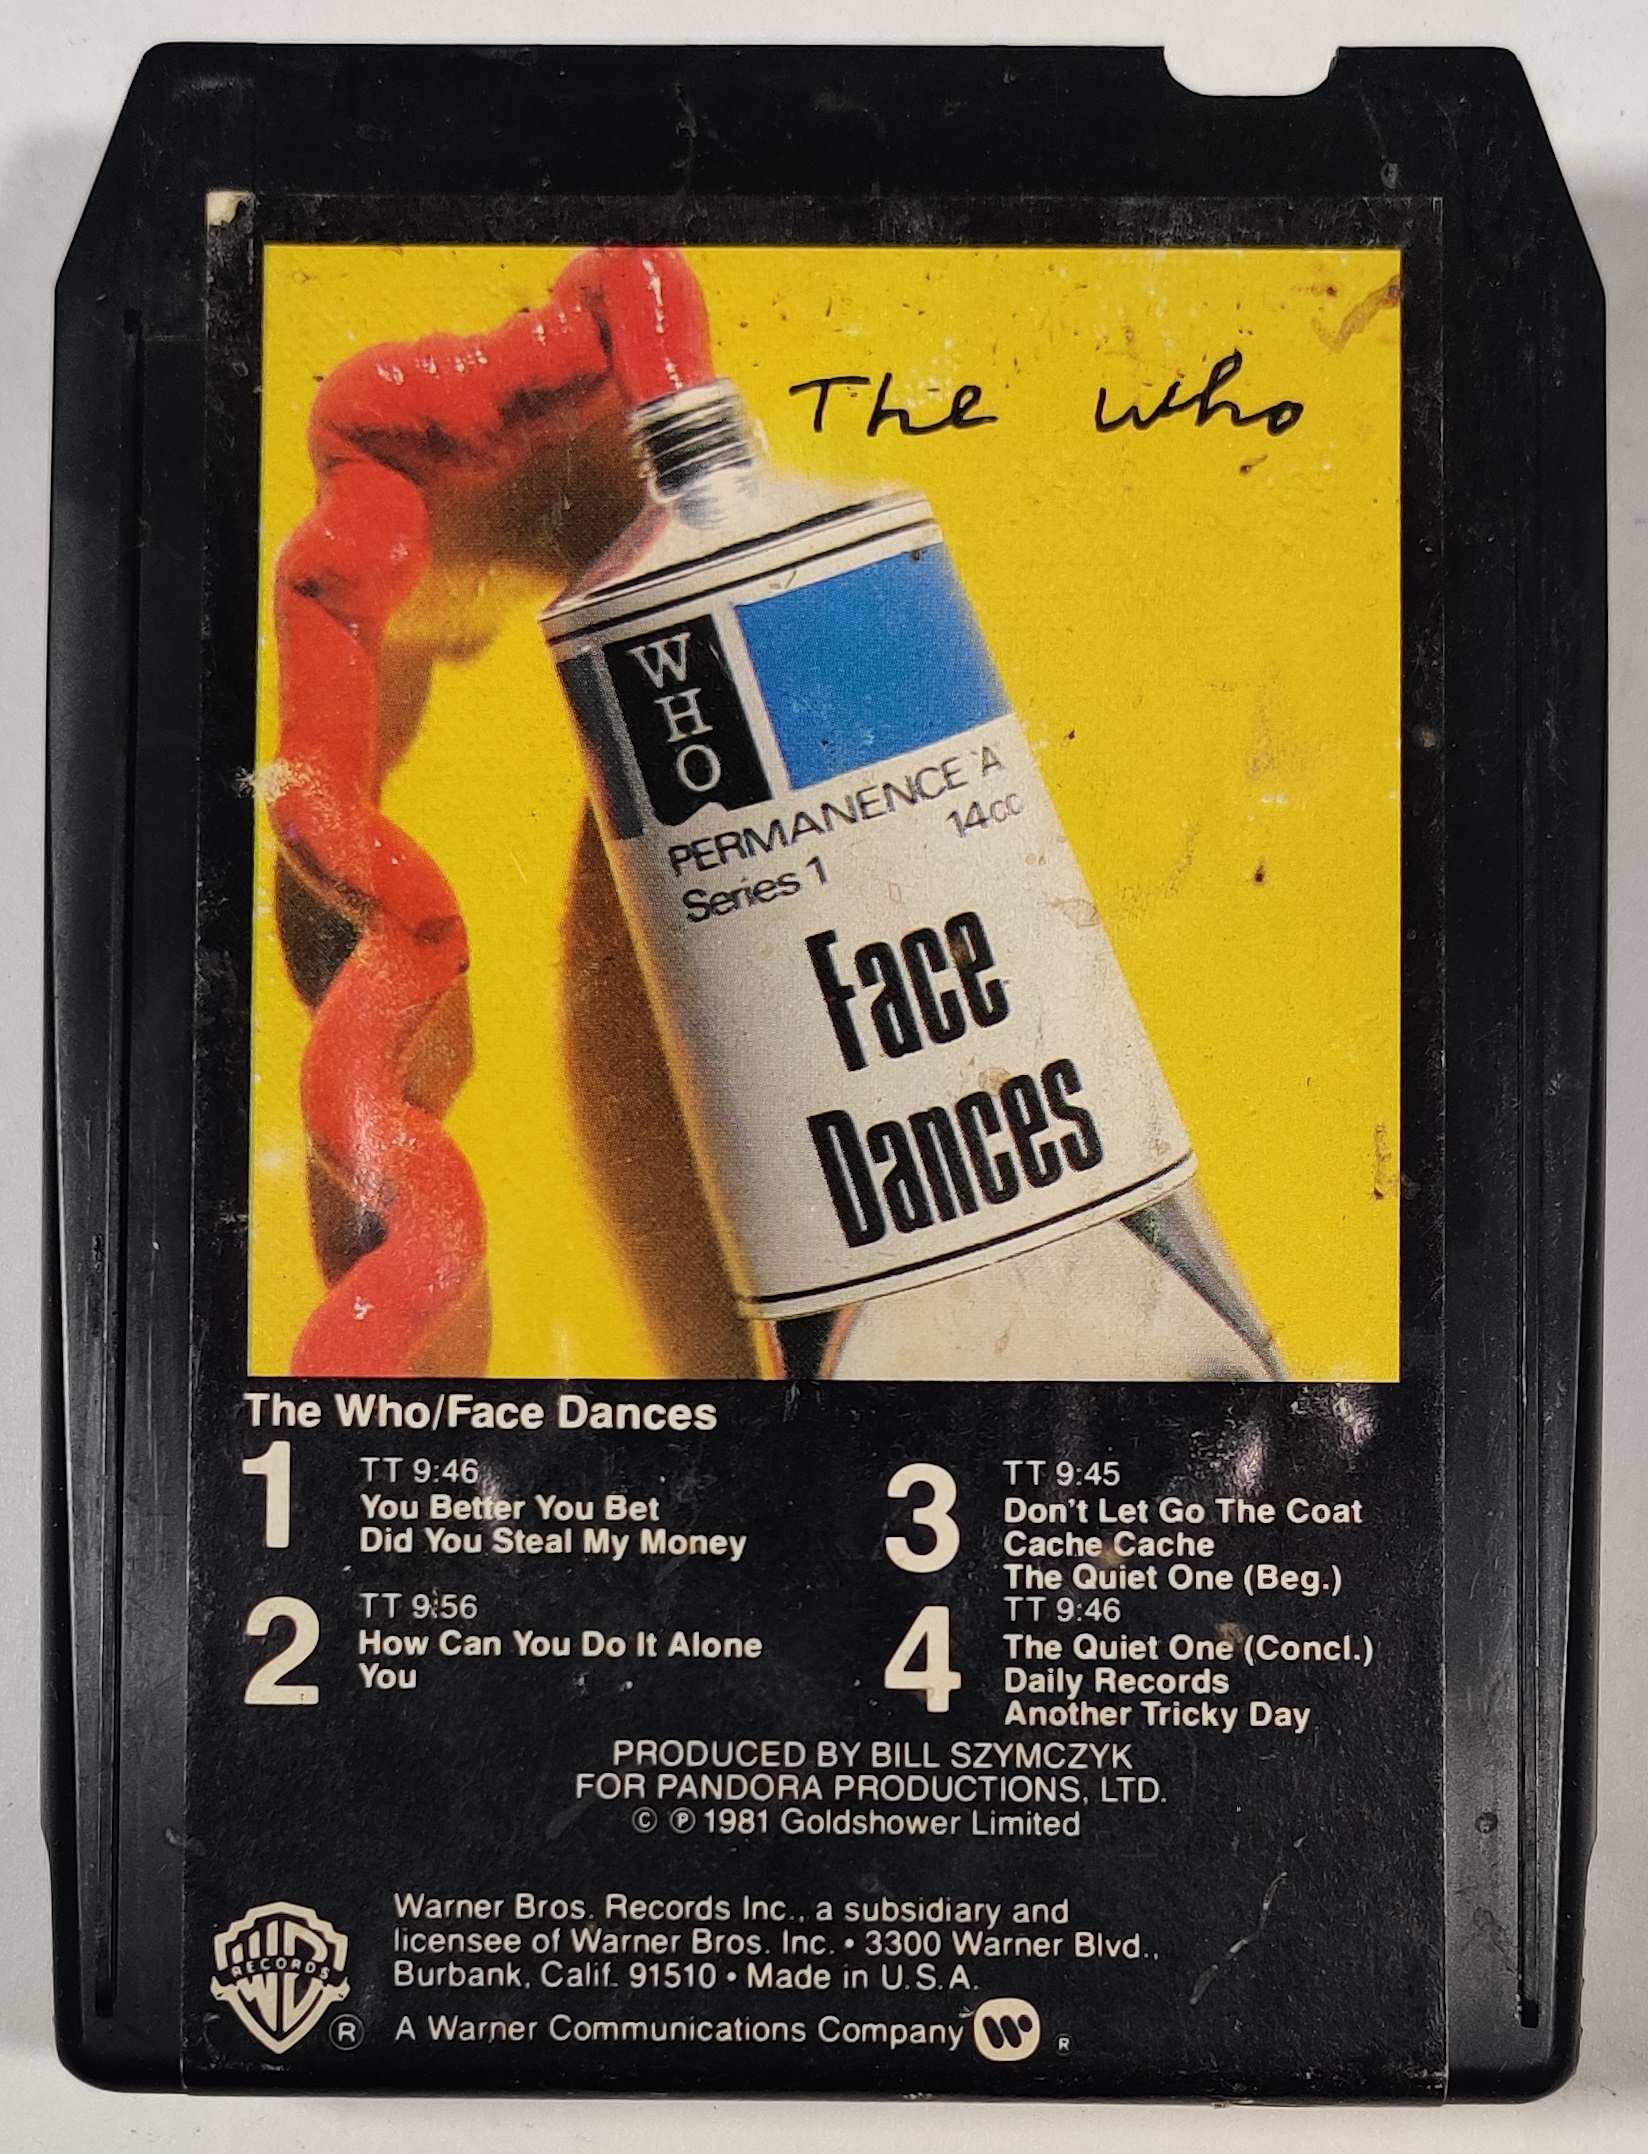 The Who
WHO
PERMANENCE A
14cc
Series 1
Face
Dances
The Who/Face Dances
1
TT 9:46
You Better You Bet
Did You Steal My Money
2
TT 9:56
How Can You Do It Alone
You
3
TT 9:45
Don't Let Go The Coat
Cache Cache
The Quiet One (Beg.)
4
TT 9:46
The Quiet One (Concl.)
Daily Records
Another Tricky Day
PRODUCED BY BILL SZYMCZYK
FOR PANDORA PRODUCTIONS, LTD.
© ℗ 1981 Goldshower Limited
Warner Bros. Records Inc., a subsidiary and
licensee of Warner Bros. Inc. • 3300 Warner Blvd.,
Burbank, Calif. 91510 • Made in U.S.A.
A Warner Communications Company
W ®
WB RECORDS ®